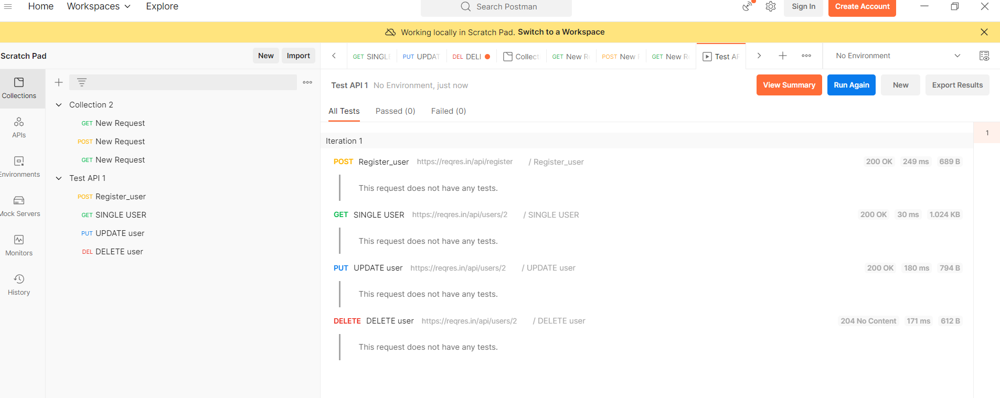 Home Workspaces Explore Search Postman Sign In Create Account
Working locally in Scratch Pad. Switch to a Workspace
Scratch Pad New Import
GET SINGL PUT UPDAT DEL DELI Collect GET New R POST New GET New R Test AP No Environment
Collections
APIs
Environments
Mock Servers
Monitors
History
Collection 2
GET New Request
POST New Request
GET New Request
Test API 1
POST Register_user
GET SINGLE USER
PUT UPDATE user
DEL DELETE user
Test API 1 No Environment, just now View Summary Run Again New Export Results
All Tests Passed (0) Failed (0)
1
Iteration 1
POST Register_user https://reqres.in/api/register / Register_user 200 OK 249 ms 689 B
This request does not have any tests.
GET SINGLE USER https://reqres.in/api/users/2 / SINGLE USER 200 OK 30 ms 1.024 KB
This request does not have any tests.
PUT UPDATE user https://reqres.in/api/users/2 / UPDATE user 200 OK 180 ms 794 B
This request does not have any tests.
DELETE DELETE user https://reqres.in/api/users/2 / DELETE user 204 No Content 171 ms 612 B
This request does not have any tests.